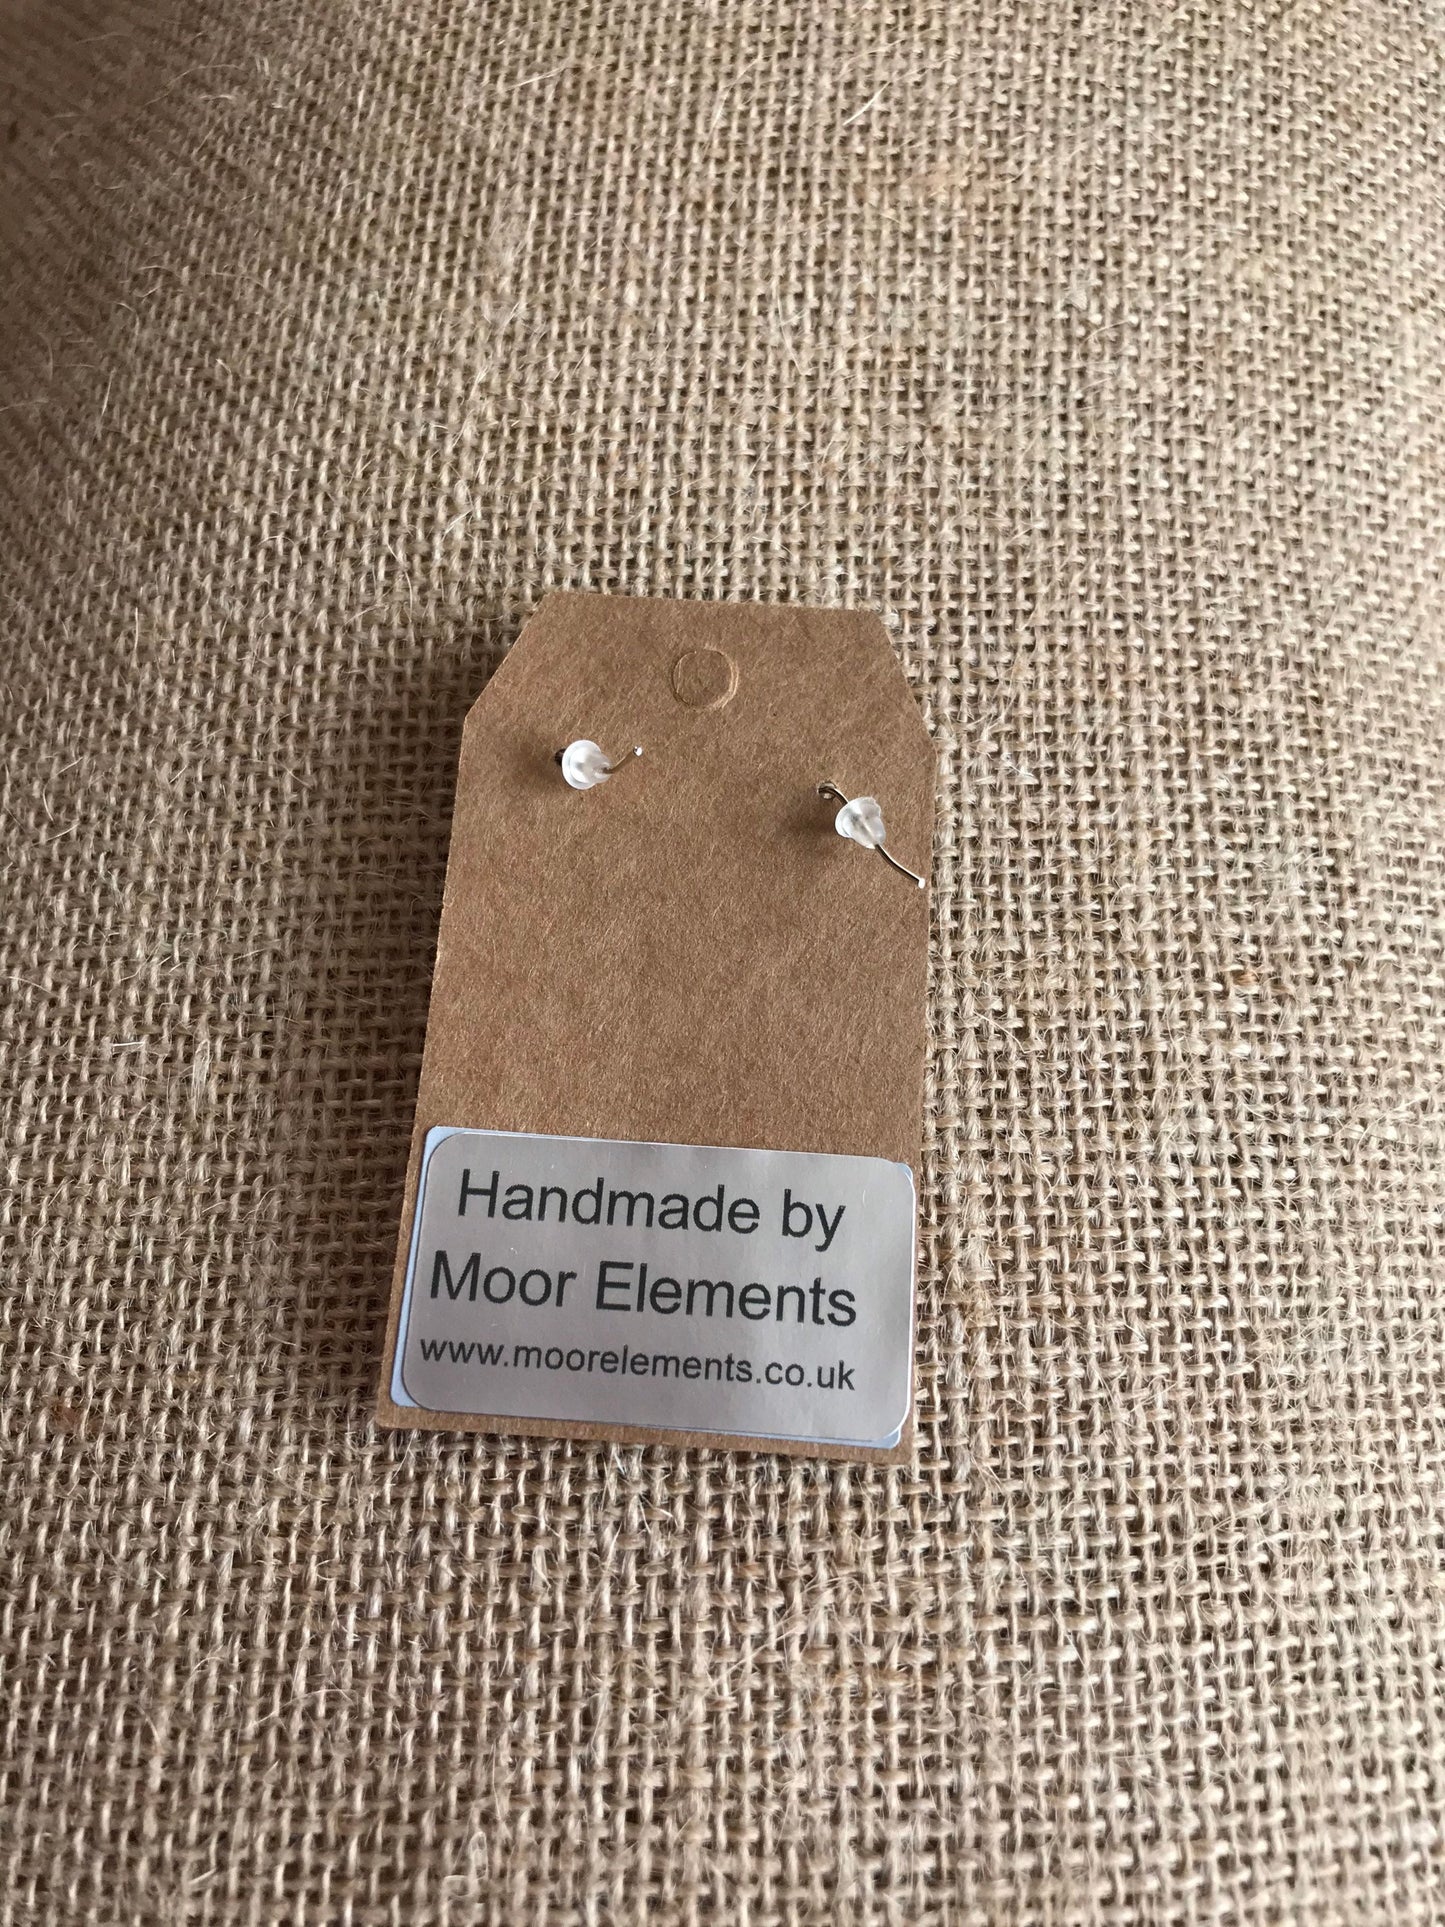 Handmade by
Moor Elements
www.moorelements.co.uk